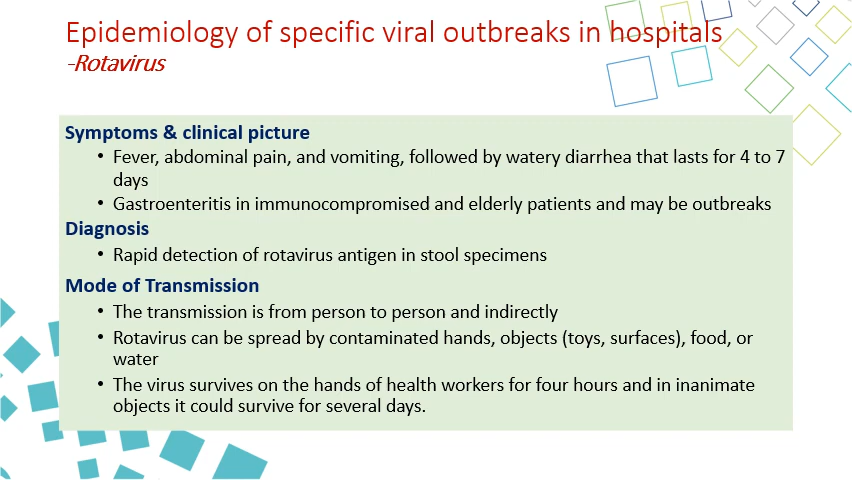 Epidemiology of specific viral outbreaks in hospitals
-Rotavirus
Symptoms & clinical picture
• Fever, abdominal pain, and vomiting, followed by watery diarrhea that lasts for 4 to 7
days
• Gastroenteritis in immunocompromised and elderly patients and may be outbreaks
Diagnosis
• Rapid detection of rotavirus antigen in stool specimens
Mode of Transmission
• The transmission is from person to person and indirectly
• Rotavirus can be spread by contaminated hands, objects (toys, surfaces), food, or
water
• The virus survives on the hands of health workers for four hours and in inanimate
objects it could survive for several days.